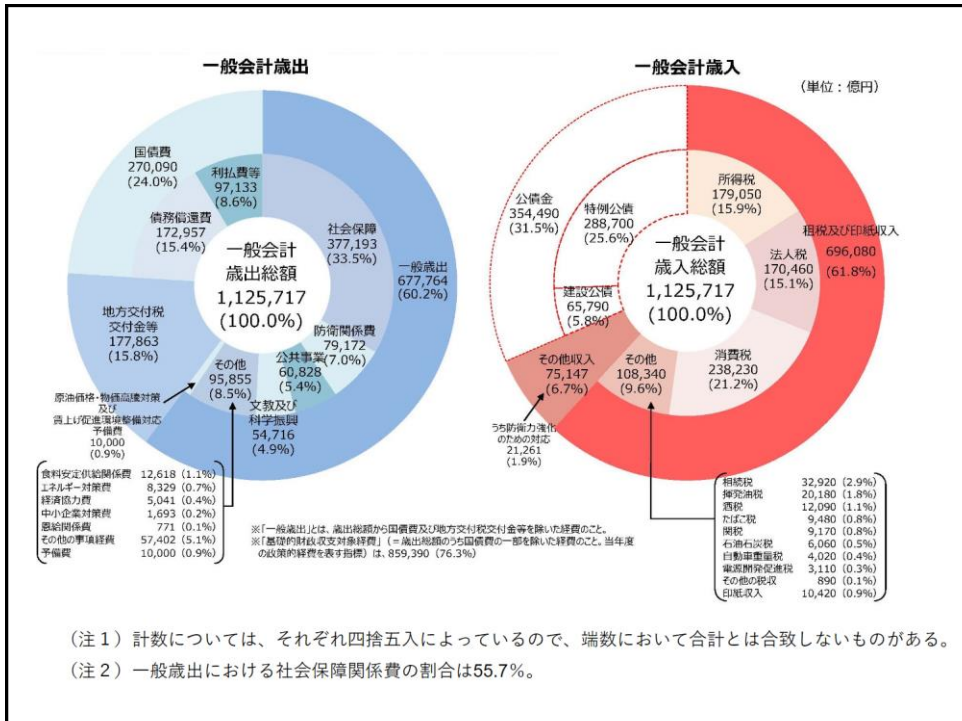 一般会計歳出
国債費
270,090
(24.0%)
利払費等
97,133
(8.6%)
債務償還費
172,957
(15.4%)
社会保障
377,193
(33.5%)
一般歳出
677,764
(60.2%)
一般会計
歳出総額
1,125,717
(100.0%)
地方交付税
交付金等
177,863
(15.8%)
防衛関係費
79,172
(7.0%)
公共事業
60,828
(5.4%)
その他
95,855
(8.5%)
文教及び
科学振興
54,716
(4.9%)
原油価格・物価高騰対策
及び
賃上げ促進環境整備対応
予備費
10,000
(0.9%)
食料安定供給関係費 12,618 (1.1%)
エネルギー対策費 8,329 (0.7%)
経済協力費 5,041 (0.4%)
中小企業対策費 1,693 (0.2%)
恩給関係費 771 (0.1%)
その他の事項経費 57,402 (5.1%)
予備費 10,000 (0.9%)
一般会計歳入
(単位:億円)
公債金
354,490
(31.5%)
特例公債
288,700
(25.6%)
所得税
179,050
(15.9%)
租税及び印紙収入
696,080
(61.8%)
法人税
170,460
(15.1%)
一般会計
歳入総額
1,125,717
(100.0%)
建設公債
65,790
(5.8%)
消費税
238,230
(21.2%)
その他収入
75,147
(6.7%)
その他
108,340
(9.6%)
うち防衛力強化
のための対応
21,261
(1.9%)
相続税 32,920 (2.9%)
揮発油税 20,180 (1.8%)
酒税 12,090 (1.1%)
たばこ税 9,480 (0.8%)
関税 9,170 (0.8%)
石油石炭税 6,060 (0.5%)
自動車重量税 4,020 (0.4%)
電源開発促進税 3,110 (0.3%)
その他の税収 890 (0.1%)
印紙収入 10,420 (0.9%)
※「一般歳出」とは、歳出総額から国債費及び地方交付税交付金等を除いた経費のこと。
※「基礎的財政収支対象経費」(=歳出総額のうち国債費の一部を除いた経費のこと。当年度
の政策的経費を表す指標)は、859,390 (76.3%)
(注1)計数については、それぞれ四捨五入によっているので、端数において合計とは合致しないものがある。
(注2)一般歳出における社会保障関係費の割合は55.7%。